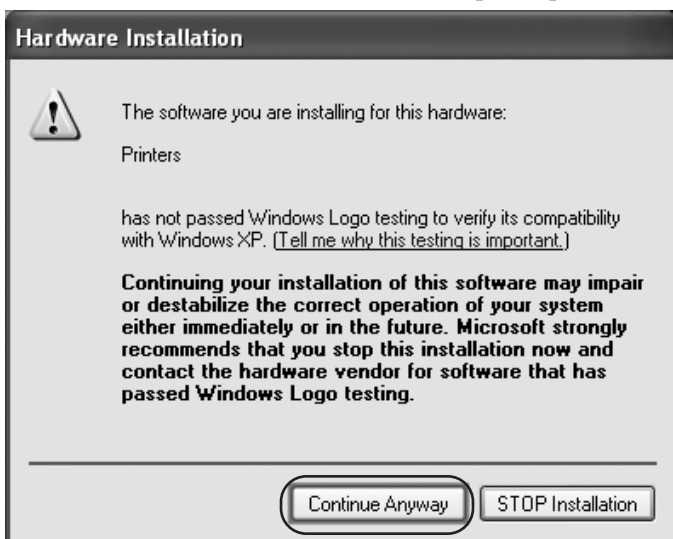 Hardware Installation
The software you are installing for this hardware:
Printers
has not passed Windows Logo testing to verify its compatibility
with Windows XP. (Tell me why this testing is important.)
Continuing your installation of this software may impair
or destabilize the correct operation of your system
either immediately or in the future. Microsoft strongly
recommends that you stop this installation now and
contact the hardware vendor for software that has
passed Windows Logo testing.
Continue Anyway STOP Installation